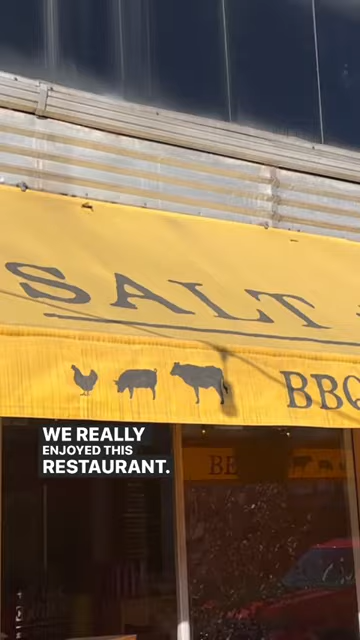 SALT
BBQ
WE REALLY
ENJOYED THIS
RESTAURANT.